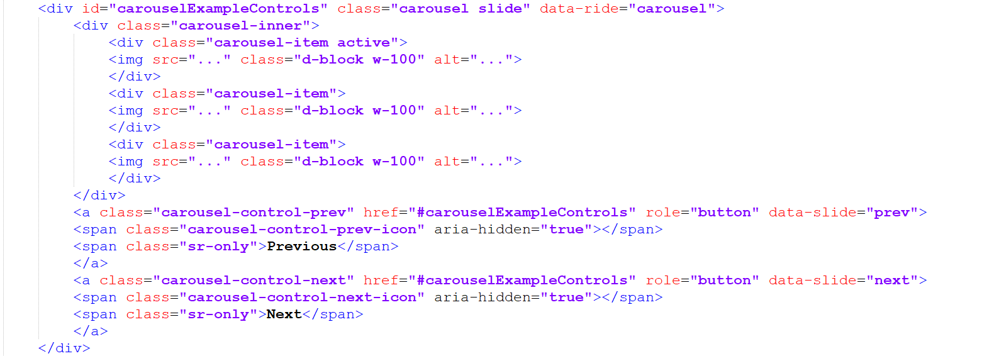 <div id="carouselExampleControls" class="carousel slide" data-ride="carousel">
<div class="carousel-inner">
<div class="carousel-item active">
<img src="..." class="d-block w-100" alt="...">
</div>
<div class="carousel-item">
<img src="..." class="d-block w-100" alt="...">
</div>
<div class="carousel-item">
<img src="..." class="d-block w-100" alt="...">
</div>
</div>
<a class="carousel-control-prev" href="#carouselExampleControls" role="button" data-slide="prev">
<span class="carousel-control-prev-icon" aria-hidden="true"></span>
<span class="sr-only">Previous</span>
</a>
<a class="carousel-control-next" href="#carouselExampleControls" role="button" data-slide="next">
<span class="carousel-control-next-icon" aria-hidden="true"></span>
<span class="sr-only">Next</span>
</a>
</div>